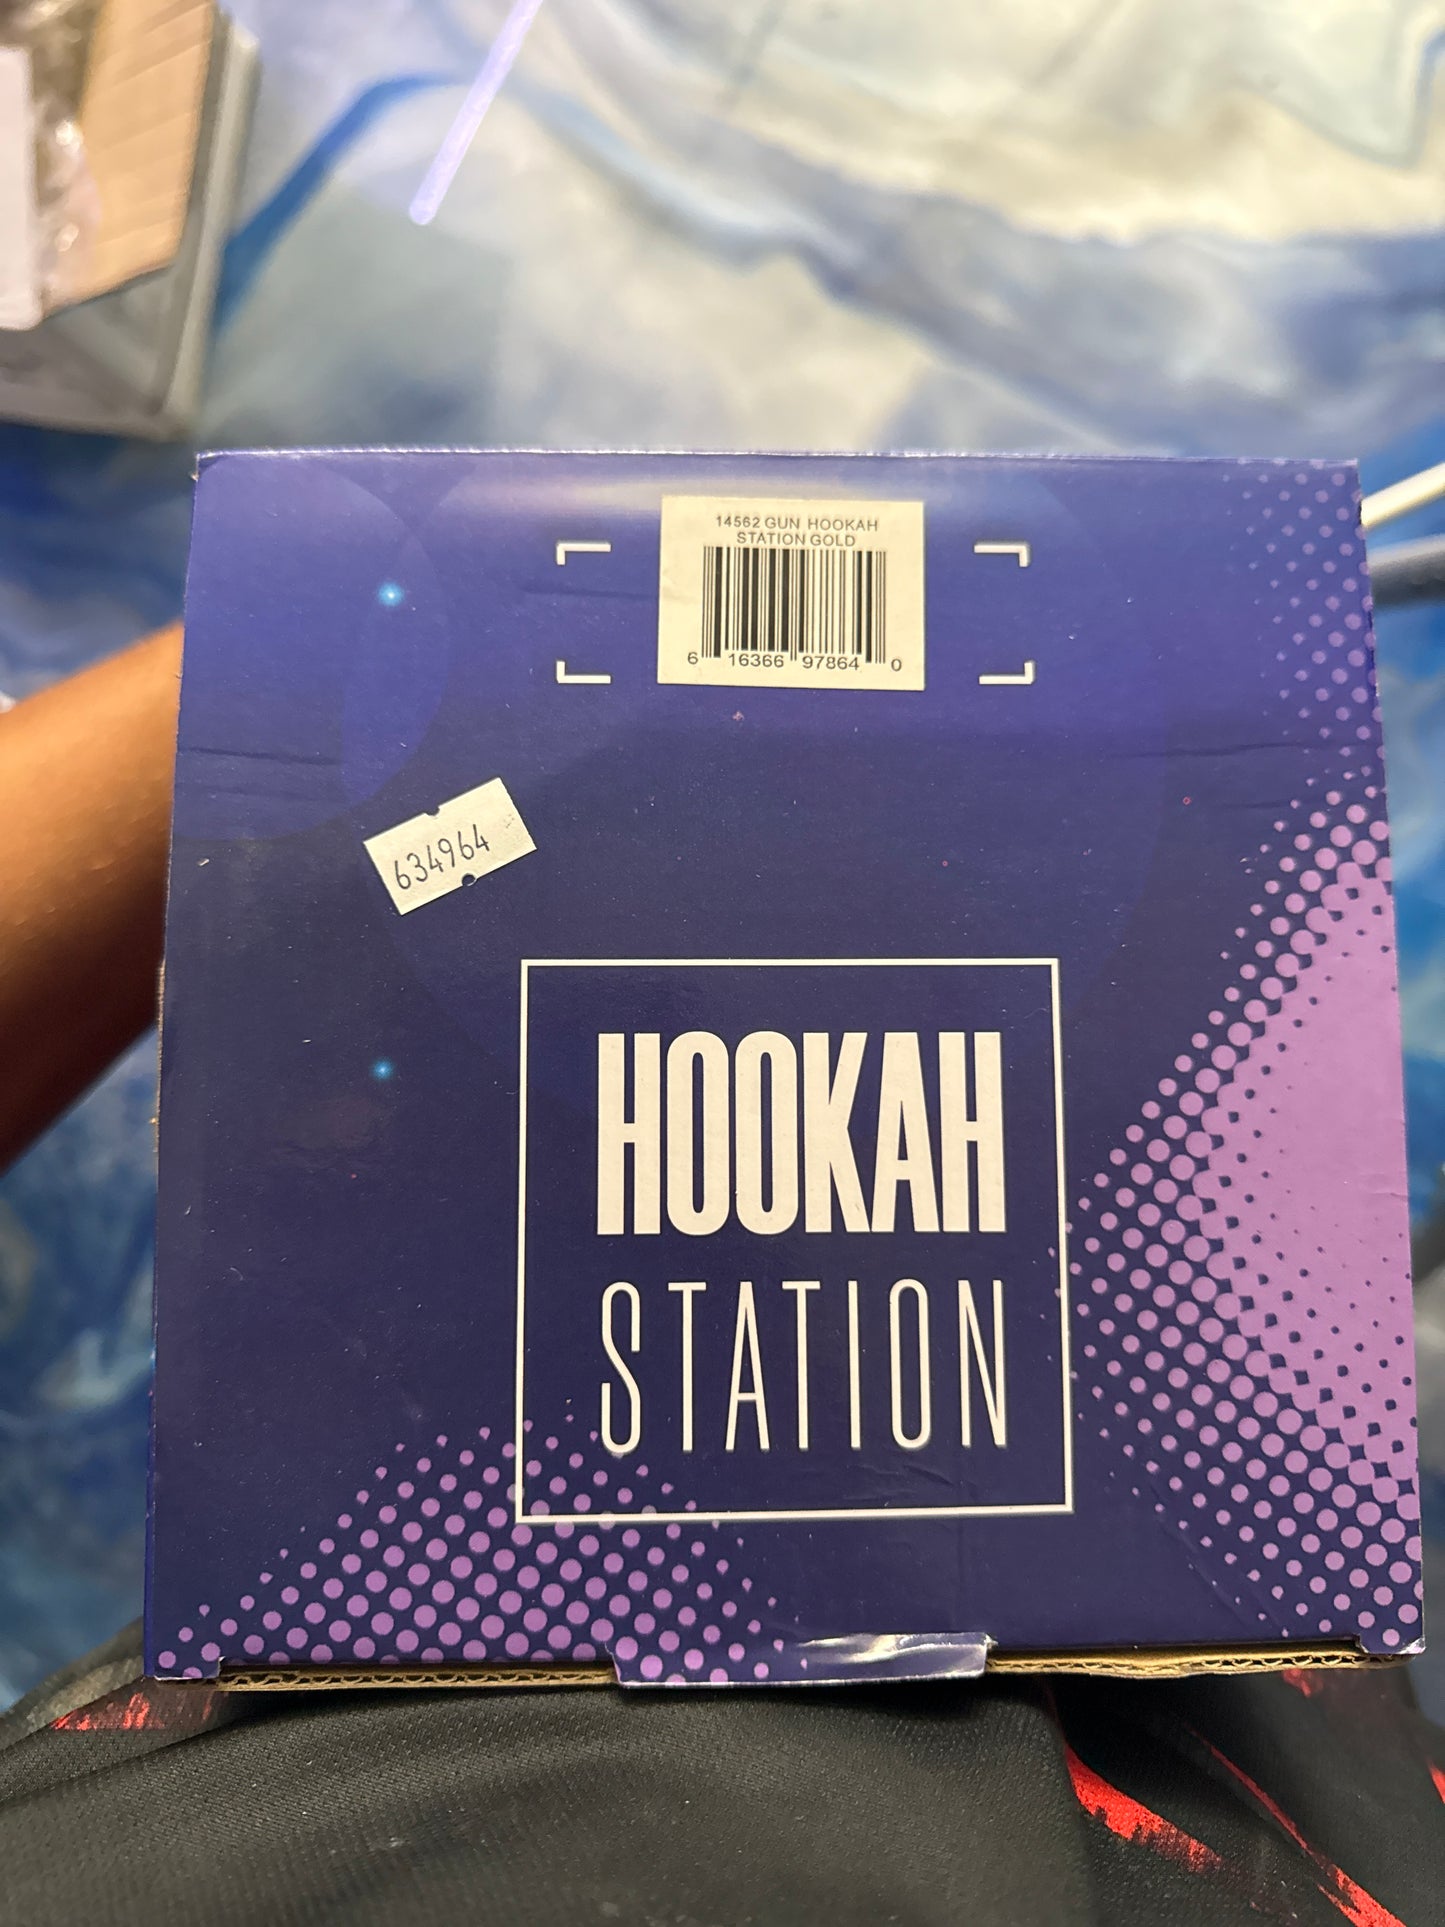 14562 GUN HOOKAH
STATION GOLD
6 16366 97864 0
634964
HOOKAH
STATION